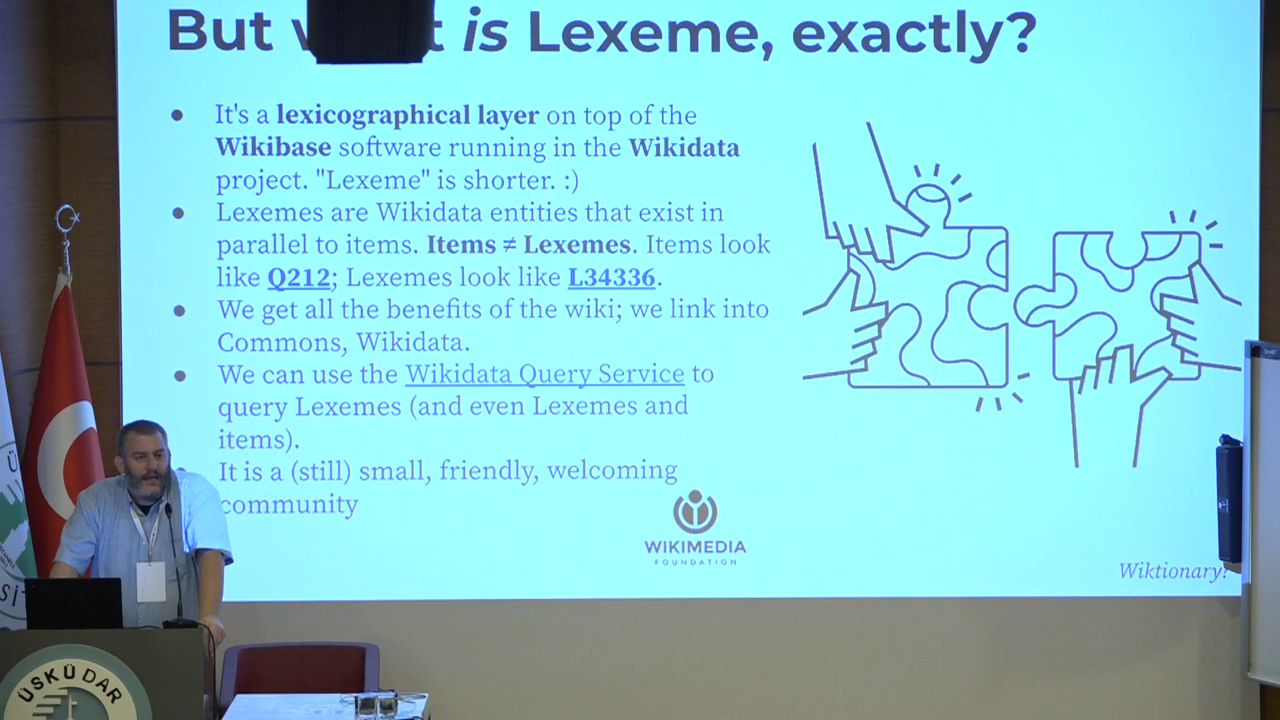 But t is Lexeme, exactly?
● It's a lexicographical layer on top of the
Wikibase software running in the Wikidata
project. "Lexeme" is shorter. :)
● Lexemes are Wikidata entities that exist in
parallel to items. Items ≠ Lexemes. Items look
like Q212; Lexemes look like L34336.
● We get all the benefits of the wiki; we link into
Commons, Wikidata.
● We can use the Wikidata Query Service to
query Lexemes (and even Lexemes and
items).
It is a (still) small, friendly, welcoming
community
WIKIMEDIA
FOUNDATION
Wiktionary?
ÜSKÜDAR